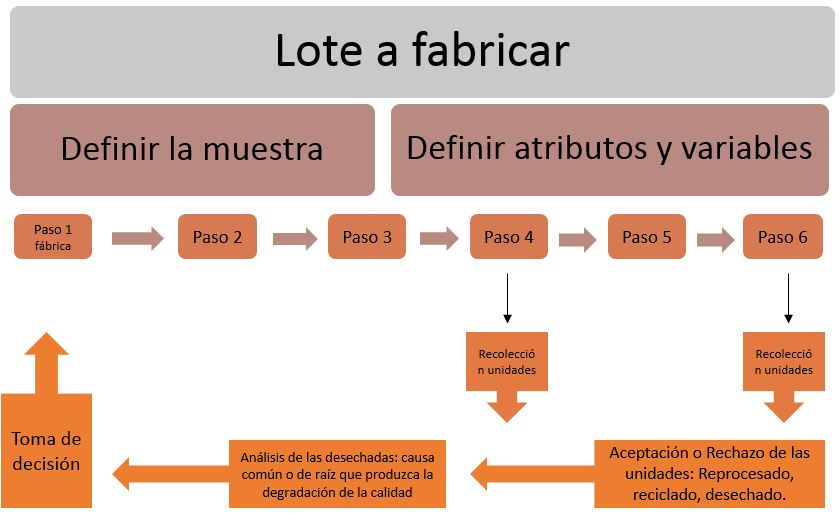 Lote a fabricar
Definir la muestra
Definir atributos y variables
Paso 1
fábrica
Paso 2
Paso 3
Paso 4
Paso 5
Paso 6
Recolecció
n unidades
Recolecció
n unidades
Toma de
decisión
Análisis de las desechadas: causa
común o de raíz que produzca la
degradación de la calidad
Aceptación o Rechazo de las
unidades: Reprocesado,
reciclado, desechado.